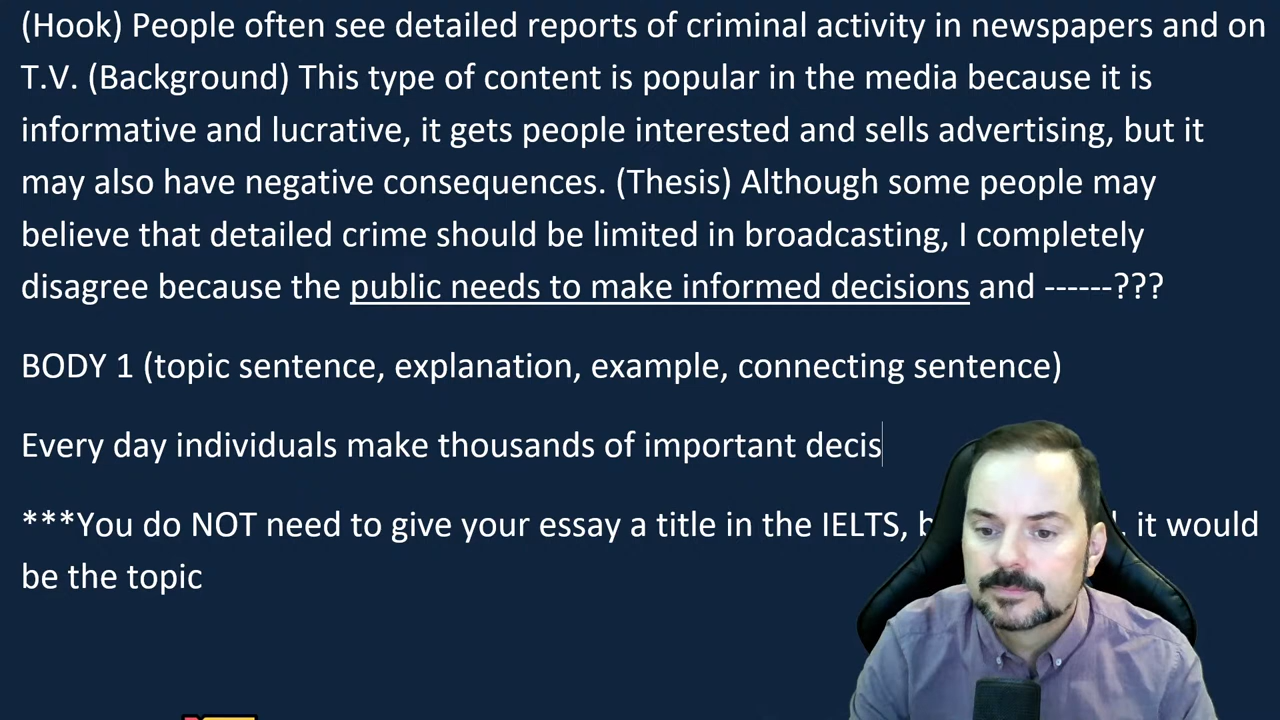 (Hook) People often see detailed reports of criminal activity in newspapers and on
T.V. (Background) This type of content is popular in the media because it is
informative and lucrative, it gets people interested and sells advertising, but it
may also have negative consequences. (Thesis) Although some people may
believe that detailed crime should be limited in broadcasting, I completely
disagree because the public needs to make informed decisions and ------???
BODY 1 (topic sentence, explanation, example, connecting sentence)
Every day individuals make thousands of important decis
***You do NOT need to give your essay a title in the IELTS, it would
be the topic